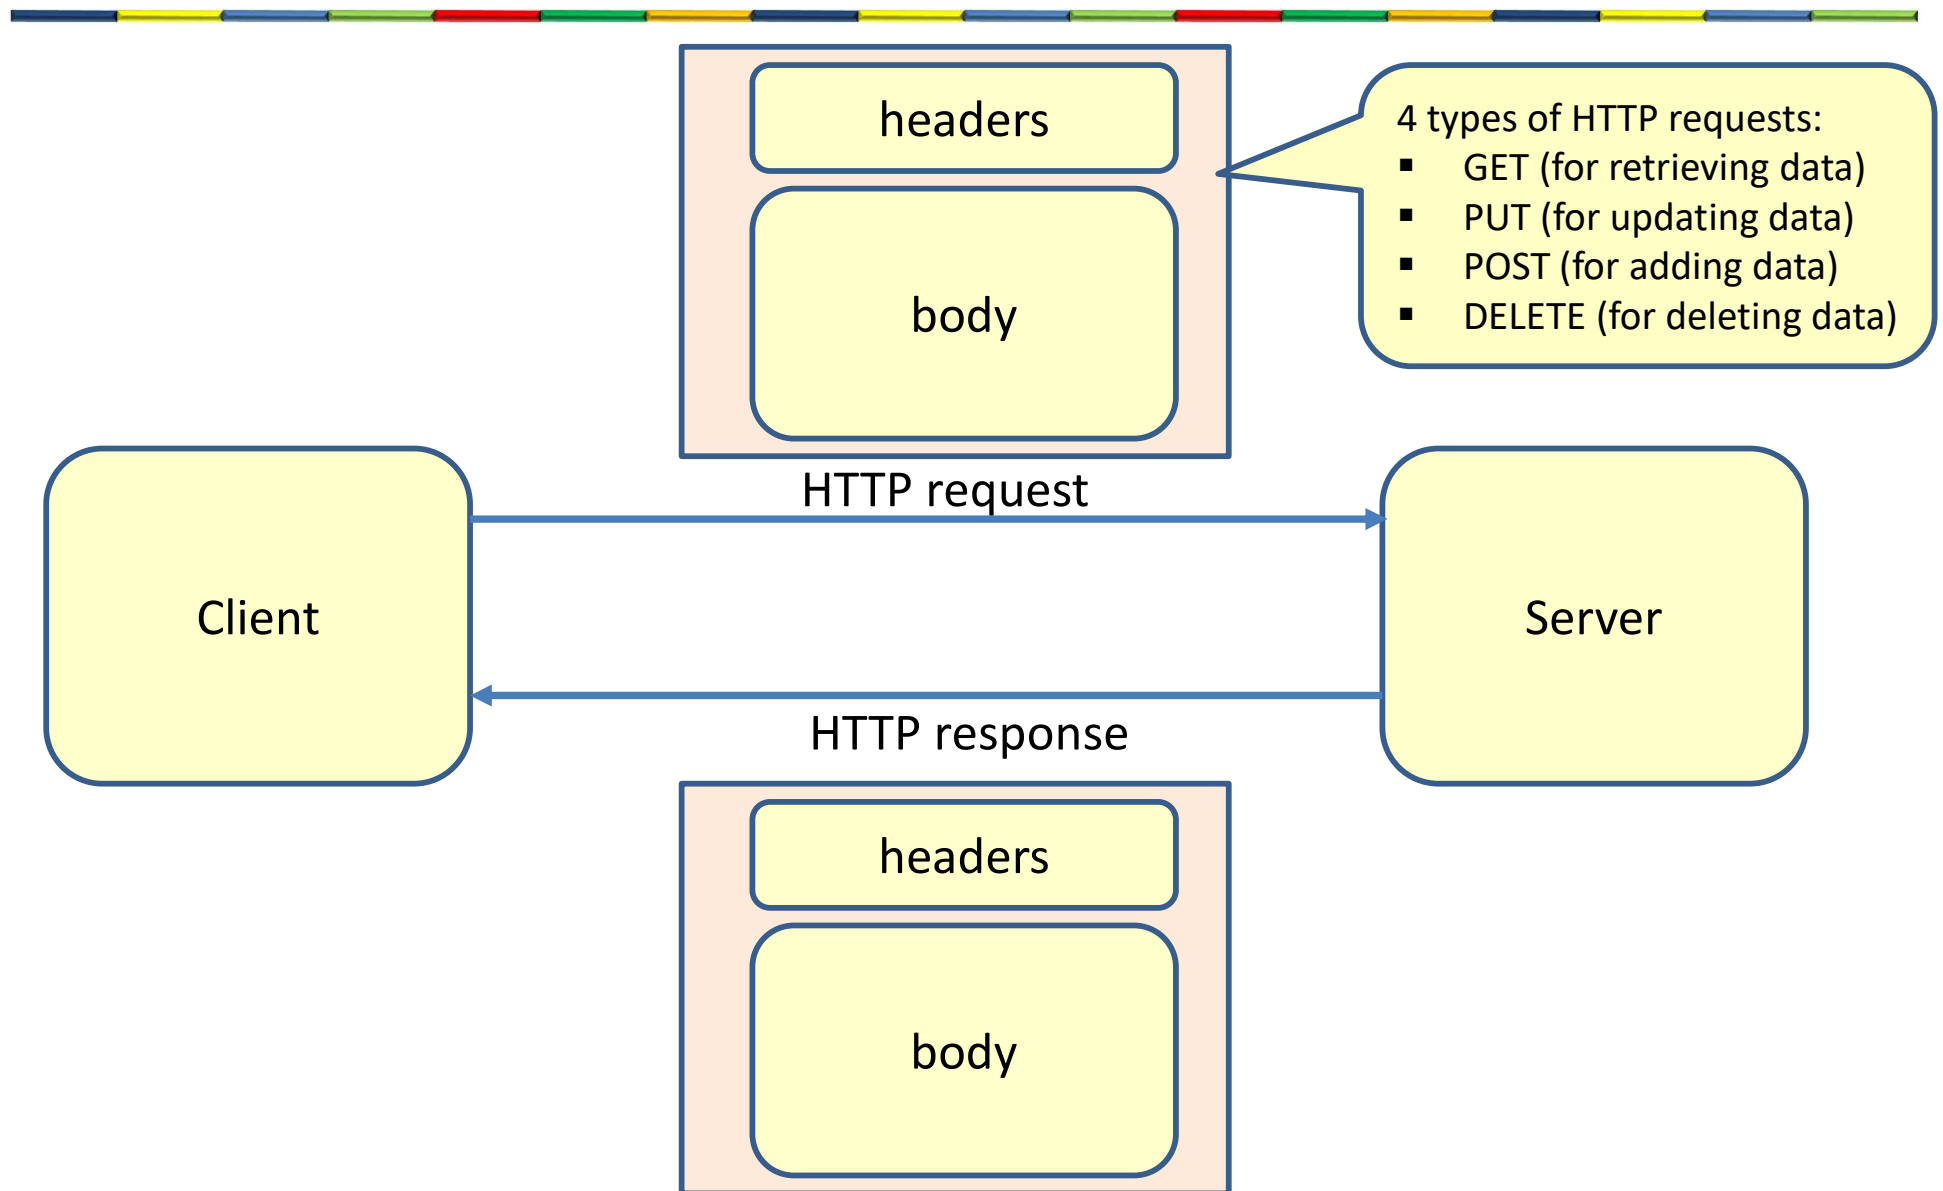 headers
body
4 types of HTTP requests:
▪ GET (for retrieving data)
▪ PUT (for updating data)
▪ POST (for adding data)
▪ DELETE (for deleting data)
HTTP request
Client
Server
HTTP response
headers
body